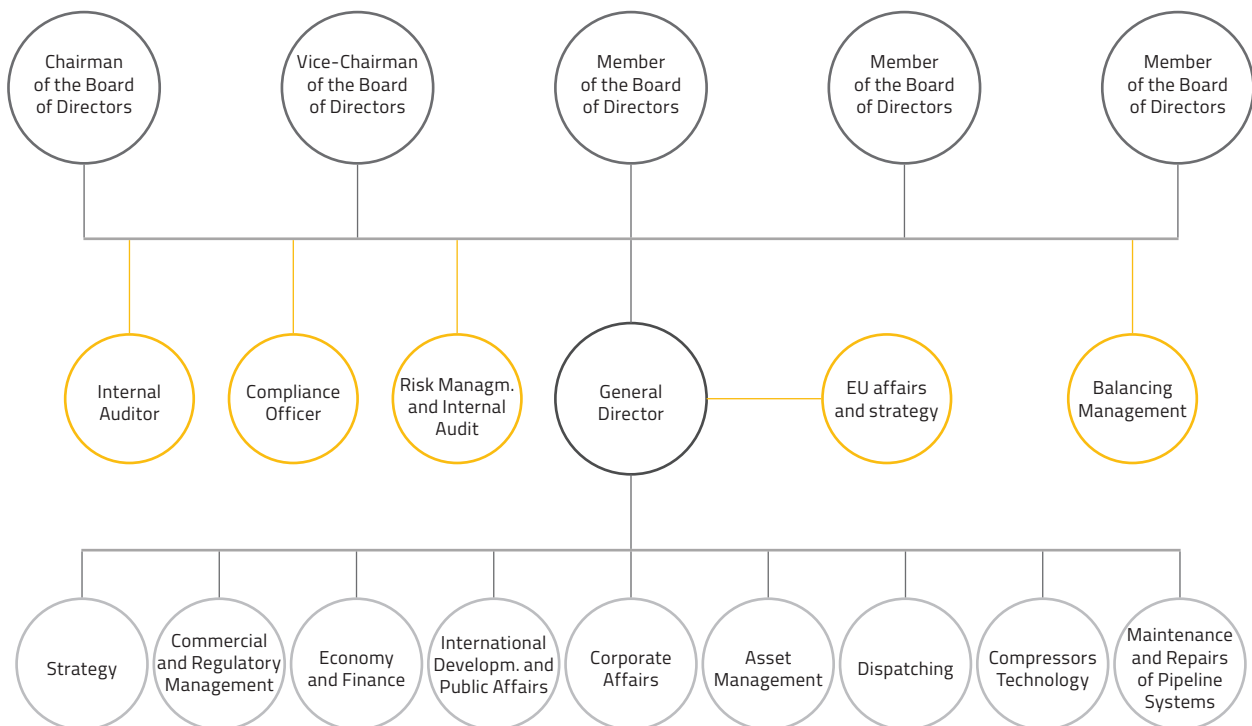 Chairman
of the Board
of Directors
Vice-Chairman
of the Board
of Directors
Member
of the Board
of Directors
Member
of the Board
of Directors
Member
of the Board
of Directors
Internal
Auditor
Compliance
Officer
Risk Managm.
and Internal
Audit
General
Director
EU affairs
and strategy
Balancing
Management
Strategy
Commercial
and Regulatory
Management
Economy
and Finance
International
Developm. and
Public Affairs
Corporate
Affairs
Asset
Management
Dispatching
Compressors
Technology
Maintenance
and Repairs
of Pipeline
Systems